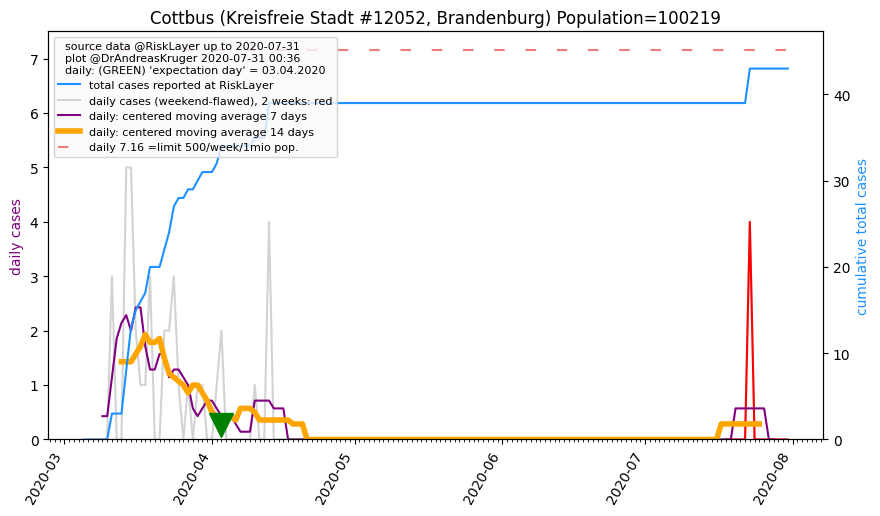 Cottbus (Kreisfreie Stadt #12052, Brandenburg) Population=100219
source data @RiskLayer up to 2020-07-31
plot @DrAndreasKruger 2020-07-31 00:36
daily: (GREEN) 'expectation day' = 03.04.2020
total cases reported at RiskLayer
daily cases (weekend-flawed), 2 weeks: red
daily: centered moving average 7 days
daily: centered moving average 14 days
daily 7.16 =limit 500/week/1mio pop.
daily cases
7
6
5
4
3
2
1
0
cumulative total cases
40
30
20
10
0
2020-03
2020-04
2020-05
2020-06
2020-07
2020-08